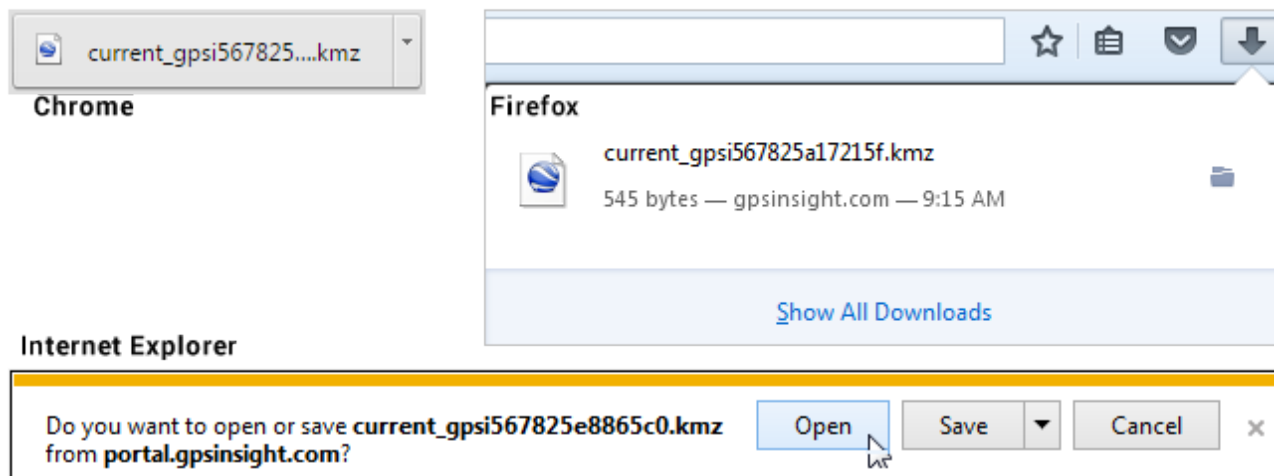 current_gpsi567825....kmz
Chrome
Firefox
current_gpsi567825a17215f.kmz
545 bytes — gpsinsight.com — 9:15 AM
Show All Downloads
Internet Explorer
Do you want to open or save current_gpsi567825e8865c0.kmz
from portal.gpsinsight.com?
Open
Save
Cancel